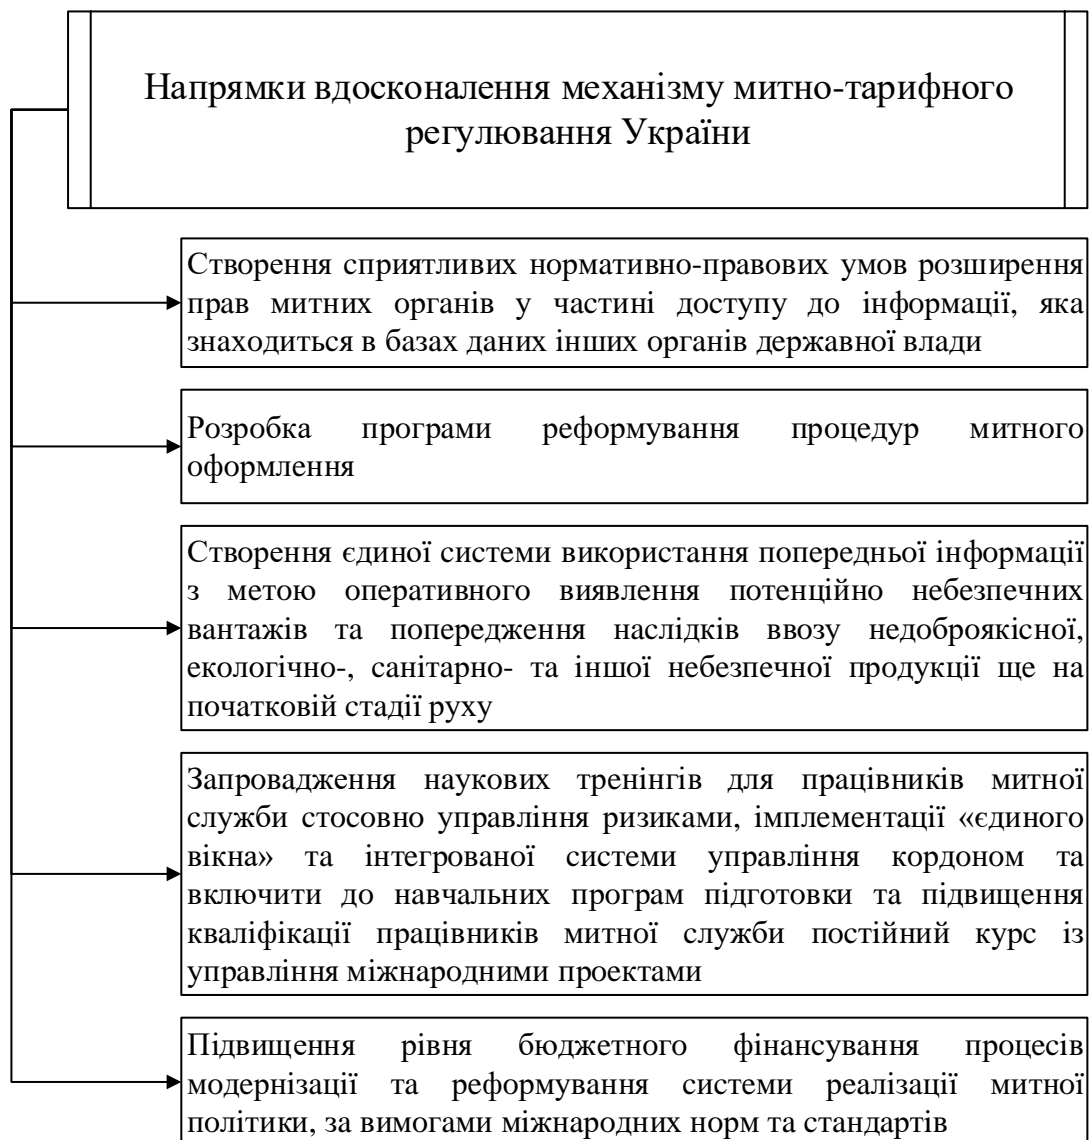 Напрямки вдосконалення механізму митно-тарифного
регулювання України
Створення сприятливих нормативно-правових умов розширення
прав митних органів у частині доступу до інформації, яка
знаходиться в базах даних інших органів державної влади
Розробка програми реформування процедур митного
оформлення
Створення єдиної системи використання попередньої інформації
з метою оперативного виявлення потенційно небезпечних
вантажів та попередження наслідків ввозу недоброякісної,
екологічно-, санітарно- та іншої небезпечної продукції ще на
початковій стадії руху
Запровадження наукових тренінгів для працівників митної
служби стосовно управління ризиками, імплементації «єдиного
вікна» та інтегрованої системи управління кордоном та
включити до навчальних програм підготовки та підвищення
кваліфікації працівників митної служби постійний курс із
управління міжнародними проектами
Підвищення рівня бюджетного фінансування процесів
модернізації та реформування системи реалізації митної
політики, за вимогами міжнародних норм та стандартів